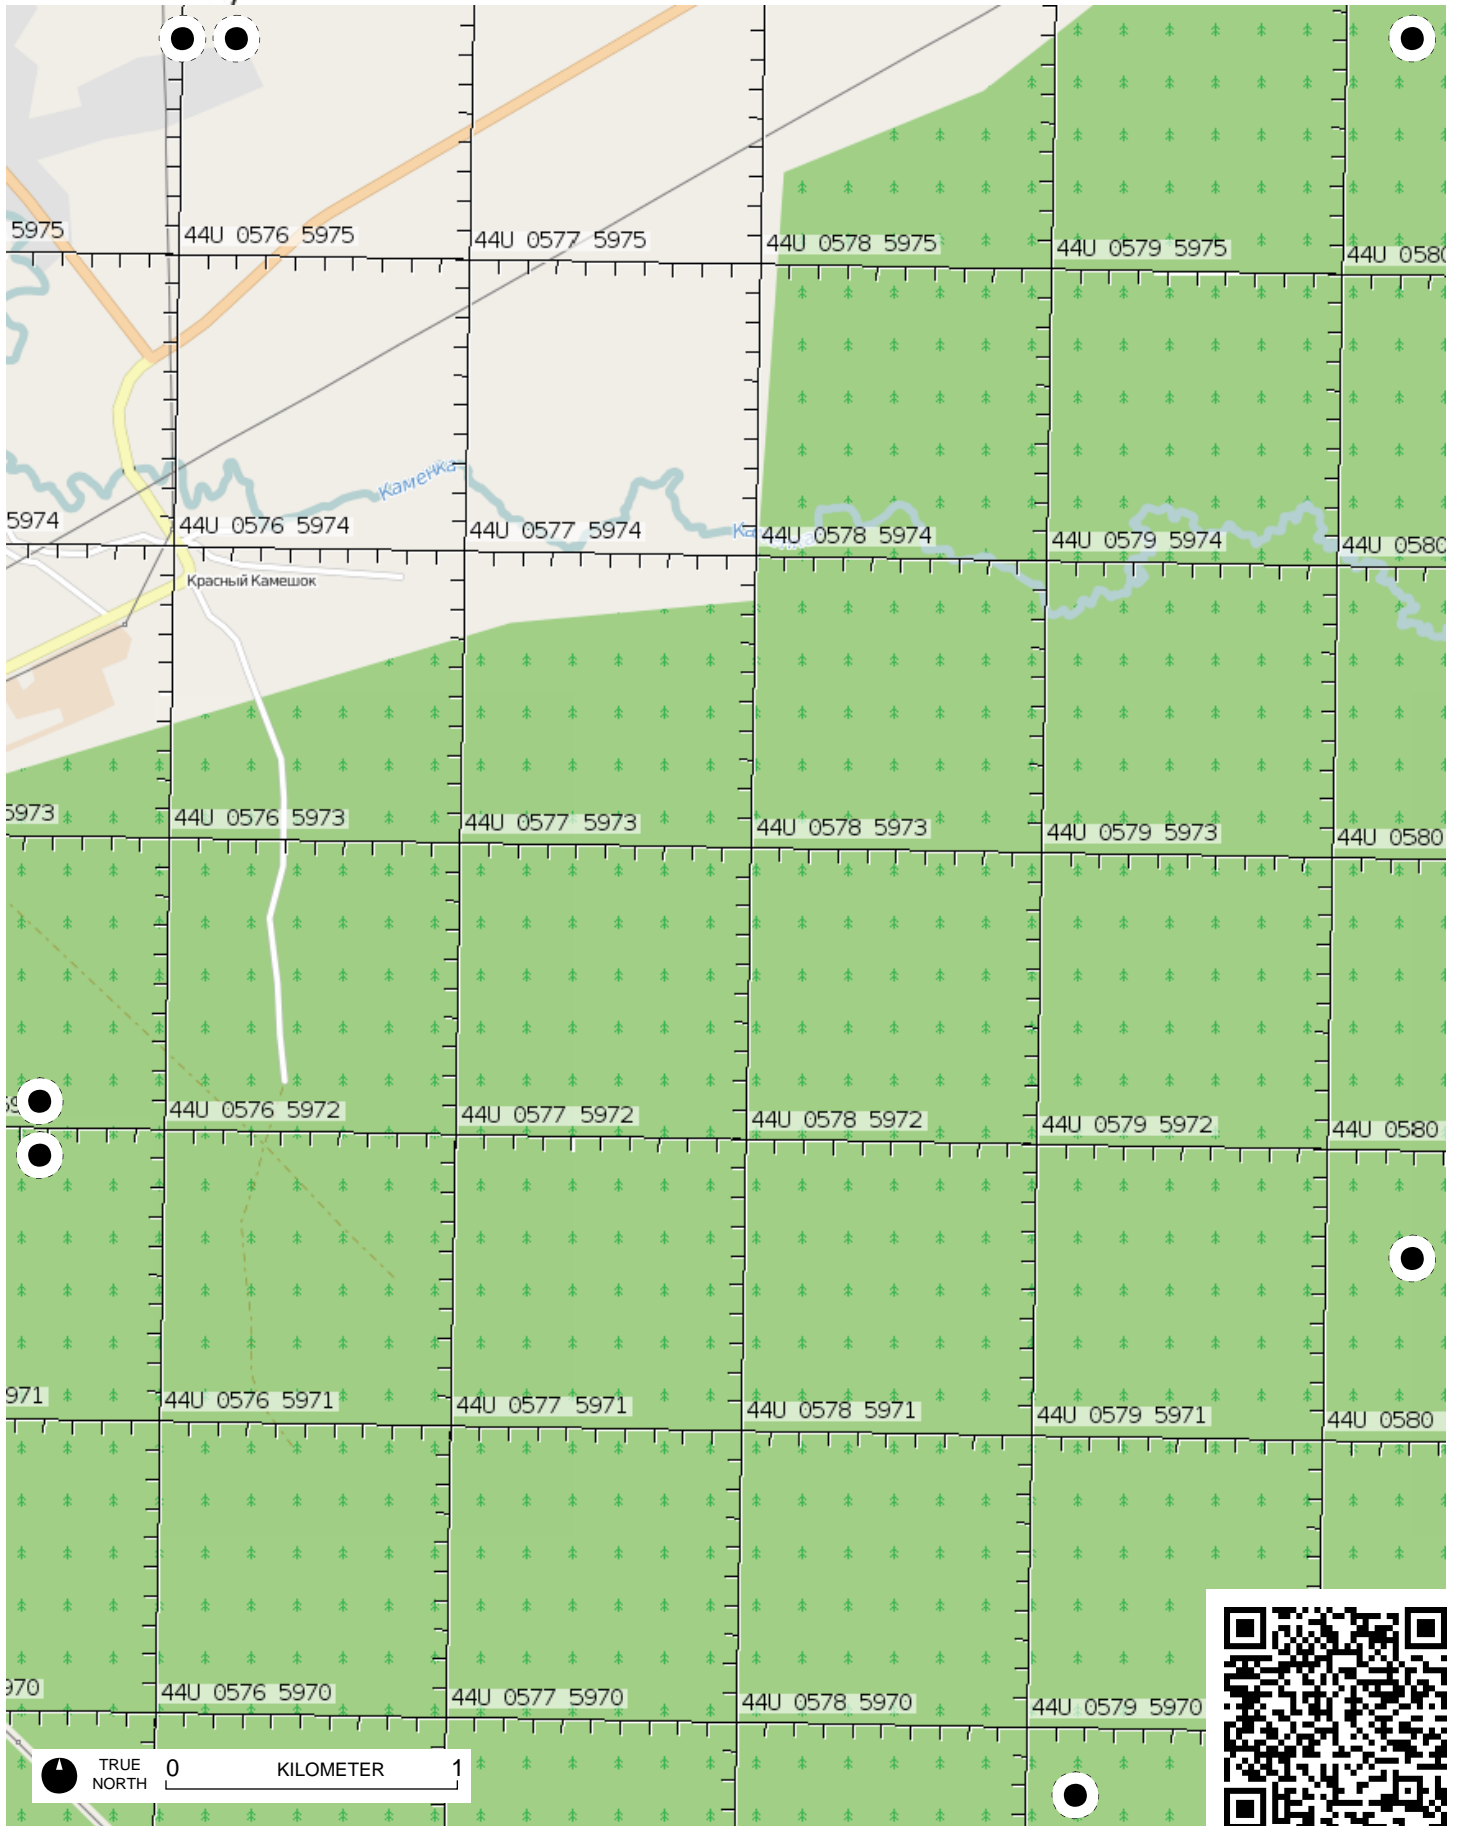 5975
44U 0576 5975
44U 0577 5975
44U 0578 5975
44U 0579 5975
44U 0580
Каменка
5974
44U 0576 5974
44U 0577 5974
44U 0578 5974
44U 0579 5974
44U 0580
Красный Камешок
5973
44U 0576 5973
44U 0577 5973
44U 0578 5973
44U 0579 5973
44U 0580
44U 0576 5972
44U 0577 5972
44U 0578 5972
44U 0579 5972
44U 0580
971
44U 0576 5971
44U 0577 5971
44U 0578 5971
44U 0579 5971
44U 0580
970
44U 0576 5970
44U 0577 5970
44U 0578 5970
44U 0579 5970
TRUE
NORTH
0 KILOMETER 1